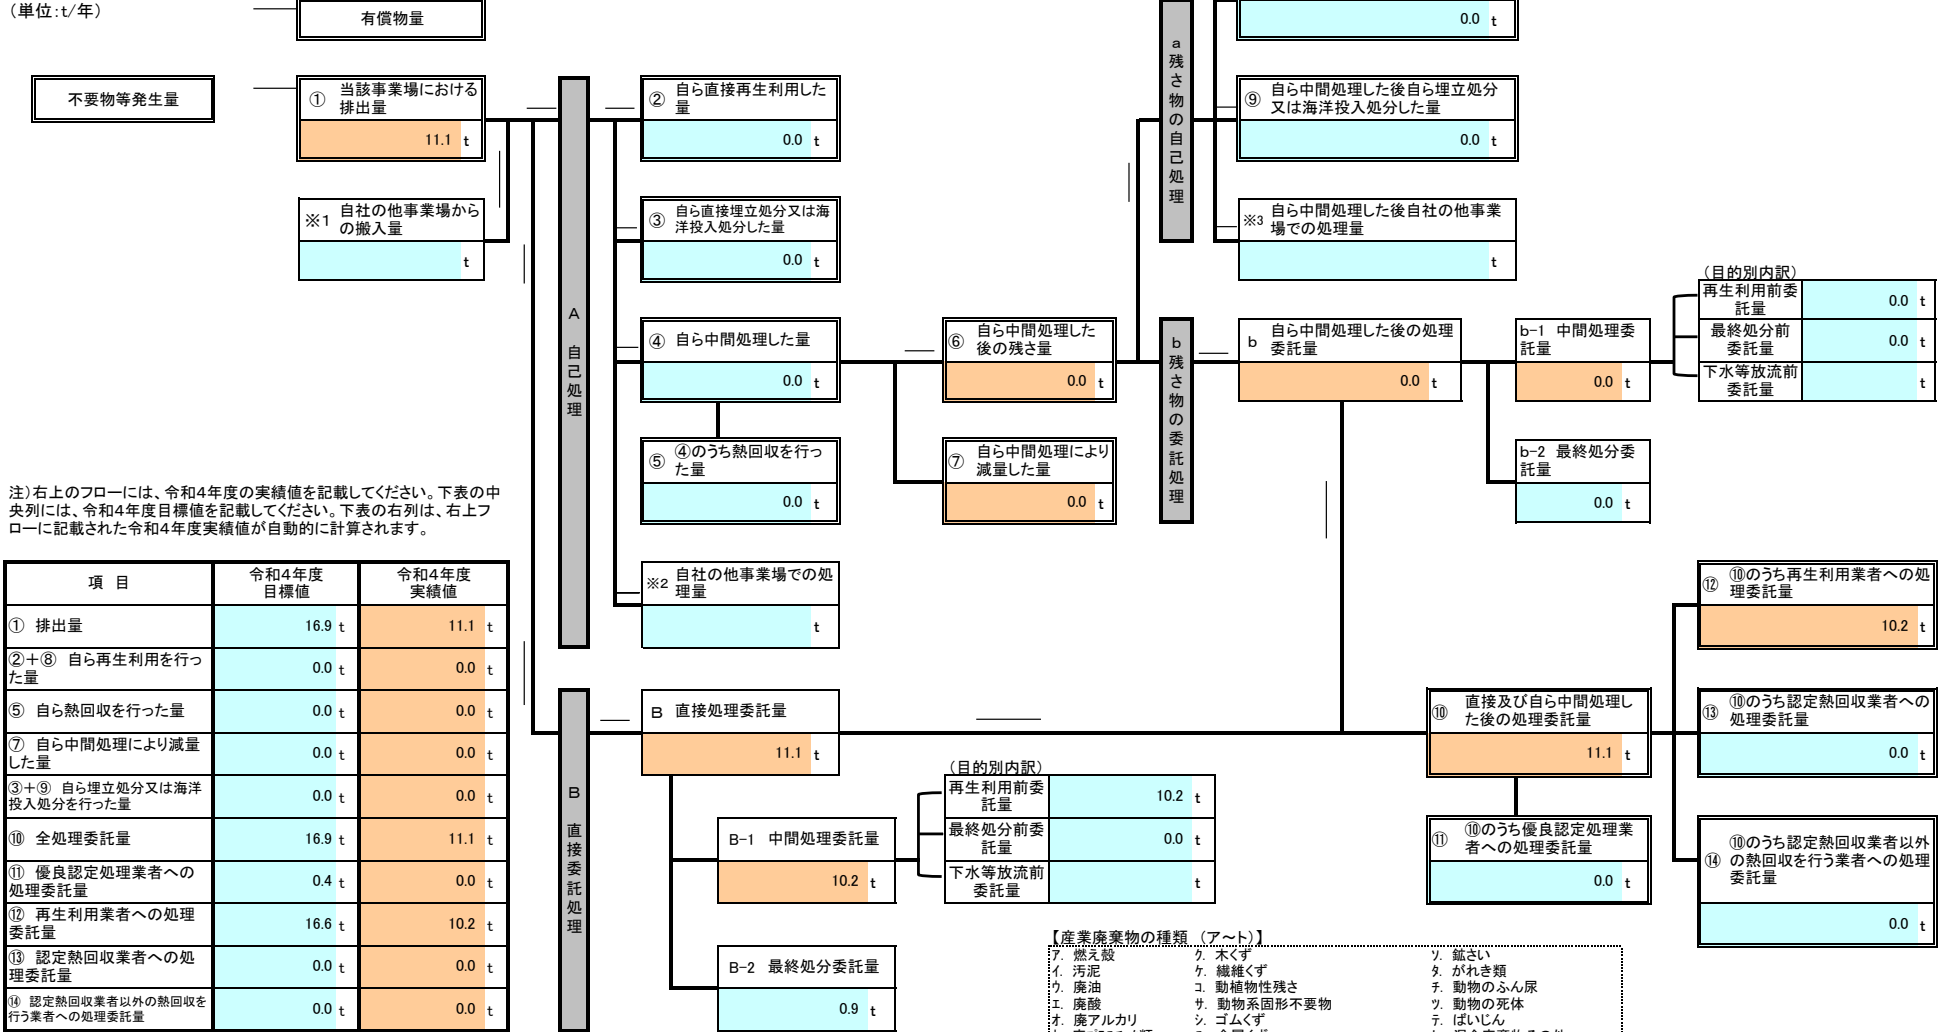 （単位:t/年）
有償物量
0.0 t
不要物等発生量
① 当該事業場における
排出量
11.1 t
※1 自社の他事業場から
の搬入量
t
A 自己処理
② 自ら直接再生利用した
量
0.0 t
③ 自ら直接埋立処分又は海
洋投入処分した量
0.0 t
④ 自ら中間処理した量
0.0 t
⑤ ④のうち熱回収を行っ
た量
0.0 t
※2 自社の他事業場での処
理量
t
⑥ 自ら中間処理した
後の残さ量
0.0 t
⑦ 自ら中間処理により
減量した量
0.0 t
a 残さ物の自己処理
⑨ 自ら中間処理した後自ら埋立処分
又は海洋投入処分した量
0.0 t
※3 自ら中間処理した後自社の他事業
場での処理量
t
b 残さ物の委託処理
b 自ら中間処理した後の処理
委託量
0.0 t
b-1 中間処理委
託量
0.0 t
b-2 最終処分委
託量
0.0 t
（目的別内訳）
再生利用前委
託量
0.0 t
最終処分前
委託量
0.0 t
下水等放流前
委託量
t
注）右上のフローには、令和４年度の実績値を記載してください。下表の中
央列には、令和４年度目標値を記載してください。下表の右列は、右上フ
ローに記載された令和４年度実績値が自動的に計算されます。
項 目 令和４年度
目標値 令和４年度
実績値
① 排出量 16.9 t 11.1 t
②＋⑧ 自ら再生利用を行っ
た量 0.0 t 0.0 t
⑤ 自ら熱回収を行った量 0.0 t 0.0 t
⑦ 自ら中間処理により減量
した量 0.0 t 0.0 t
③＋⑨ 自ら埋立処分又は海洋
投入処分を行った量 0.0 t 0.0 t
⑩ 全処理委託量 16.9 t 11.1 t
⑪ 優良認定処理業者への
処理委託量 0.4 t 0.0 t
⑫ 再生利用業者への処理
委託量 16.6 t 10.2 t
⑬ 認定熱回収業者への処
理委託量 0.0 t 0.0 t
⑭ 認定熱回収業者以外の熱回収を
行う業者への処理委託量 0.0 t 0.0 t
B 直接委託処理
B 直接処理委託量
11.1 t
B-1 中間処理委託量
10.2 t
B-2 最終処分委託量
0.9 t
（目的別内訳）
再生利用前委
託量
10.2 t
最終処分前委
託量
0.0 t
下水等放流前
委託量
t
⑩ 直接及び自ら中間処理し
た後の処理委託量
11.1 t
⑪ ⑩のうち優良認定処理業
者への処理委託量
0.0 t
⑫ ⑩のうち再生利用業者への処
理委託量
10.2 t
⑬ ⑩のうち認定熱回収業者への
処理委託量
0.0 t
⑭ ⑩のうち認定熱回収業者以外
の熱回収を行う業者への処理
委託量
0.0 t
【産業廃棄物の種類 （ア～ト）】
ア. 燃え殻 ク. 木くず ソ. 鉱さい
イ. 汚泥 ケ. 繊維くず タ. がれき類
ウ. 廃油 コ. 動植物性残さ チ. 動物のふん尿
エ. 廃酸 サ. 動物系固形不要物 ツ. 動物の死体
オ. 廃アルカリ シ. ゴムくず テ. ばいじん